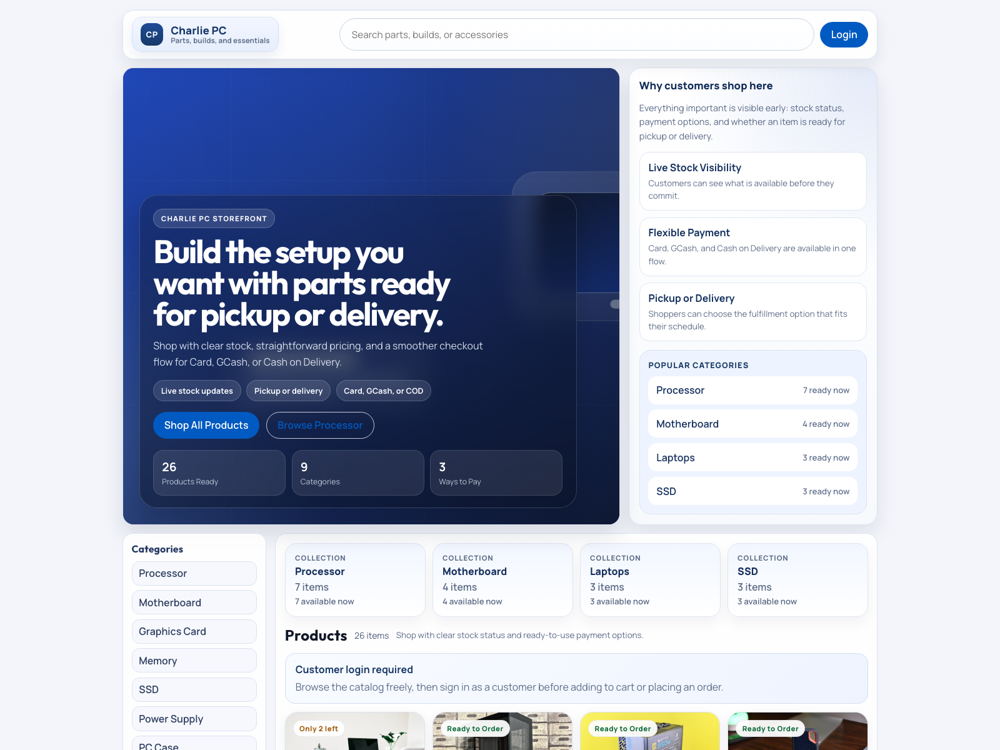 CP
Charlie PC
Parts, builds, and essentials
Search parts, builds, or accessories
Login
CHARLIE PC STOREFRONT
Build the setup you
want with parts ready
for pickup or delivery.
Shop with clear stock, straightforward pricing, and a smoother checkout
flow for Card, GCash, or Cash on Delivery.
Live stock updates
Pickup or delivery
Card, GCash, or COD
Shop All Products
Browse Processor
26
Products Ready
9
Categories
3
Ways to Pay
Why customers shop here
Everything important is visible early: stock status,
payment options, and whether an item is ready for
pickup or delivery.
Live Stock Visibility
Customers can see what is available before they
commit.
Flexible Payment
Card, GCash, and Cash on Delivery are available in one
flow.
Pickup or Delivery
Shoppers can choose the fulfillment option that fits
their schedule.
POPULAR CATEGORIES
Processor 7 ready now
Motherboard 4 ready now
Laptops 3 ready now
SSD 3 ready now
Categories
Processor
Motherboard
Graphics Card
Memory
SSD
Power Supply
PC Case
COLLECTION
Processor
7 items
7 available now
COLLECTION
Motherboard
4 items
4 available now
COLLECTION
Laptops
3 items
3 available now
COLLECTION
SSD
3 items
3 available now
Products 26 items Shop with clear stock status and ready-to-use payment options.
Customer login required
Browse the catalog freely, then sign in as a customer before adding to cart or placing an order.
Only 2 left
Ready to Order
Ready to Order
850W
Ready to Order